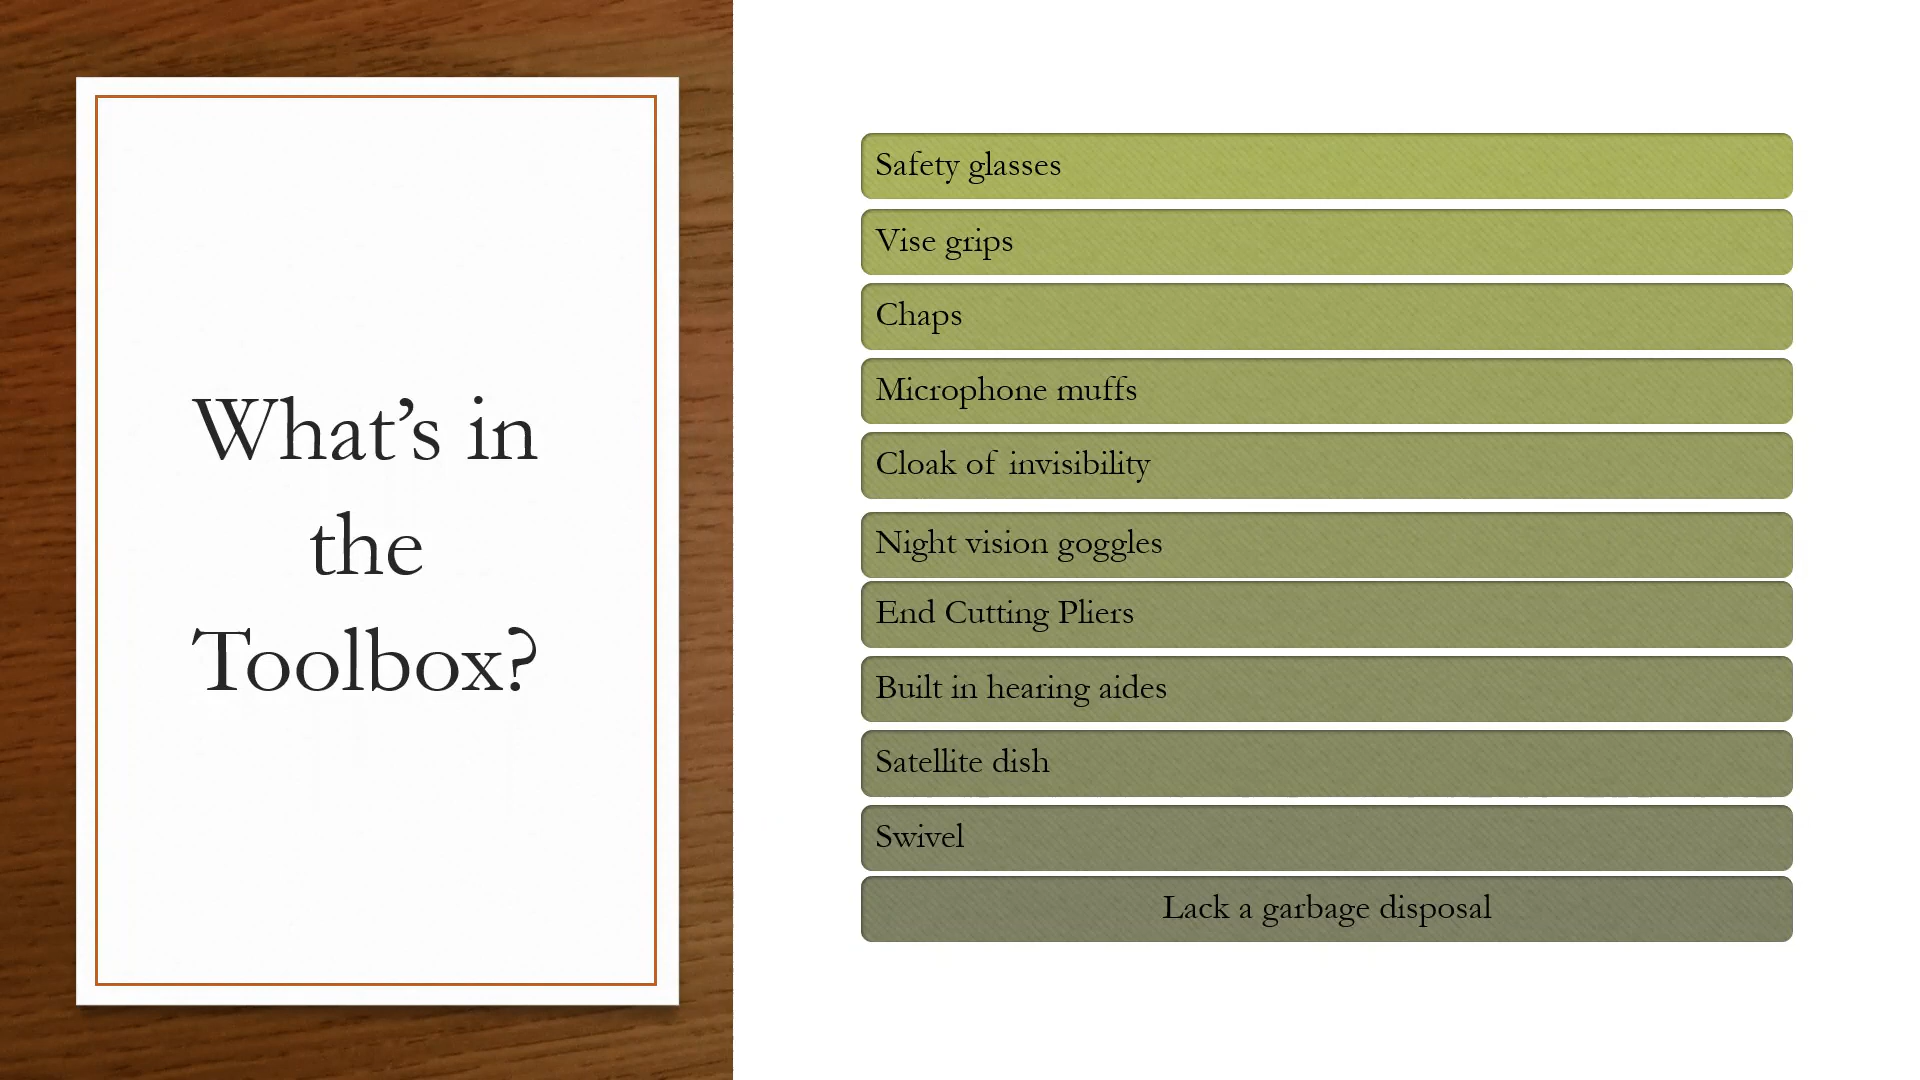 What’s in
the
Toolbox?
Safety glasses
Vise grips
Chaps
Microphone muffs
Cloak of invisibility
Night vision goggles
End Cutting Pliers
Built in hearing aides
Satellite dish
Swivel
Lack a garbage disposal